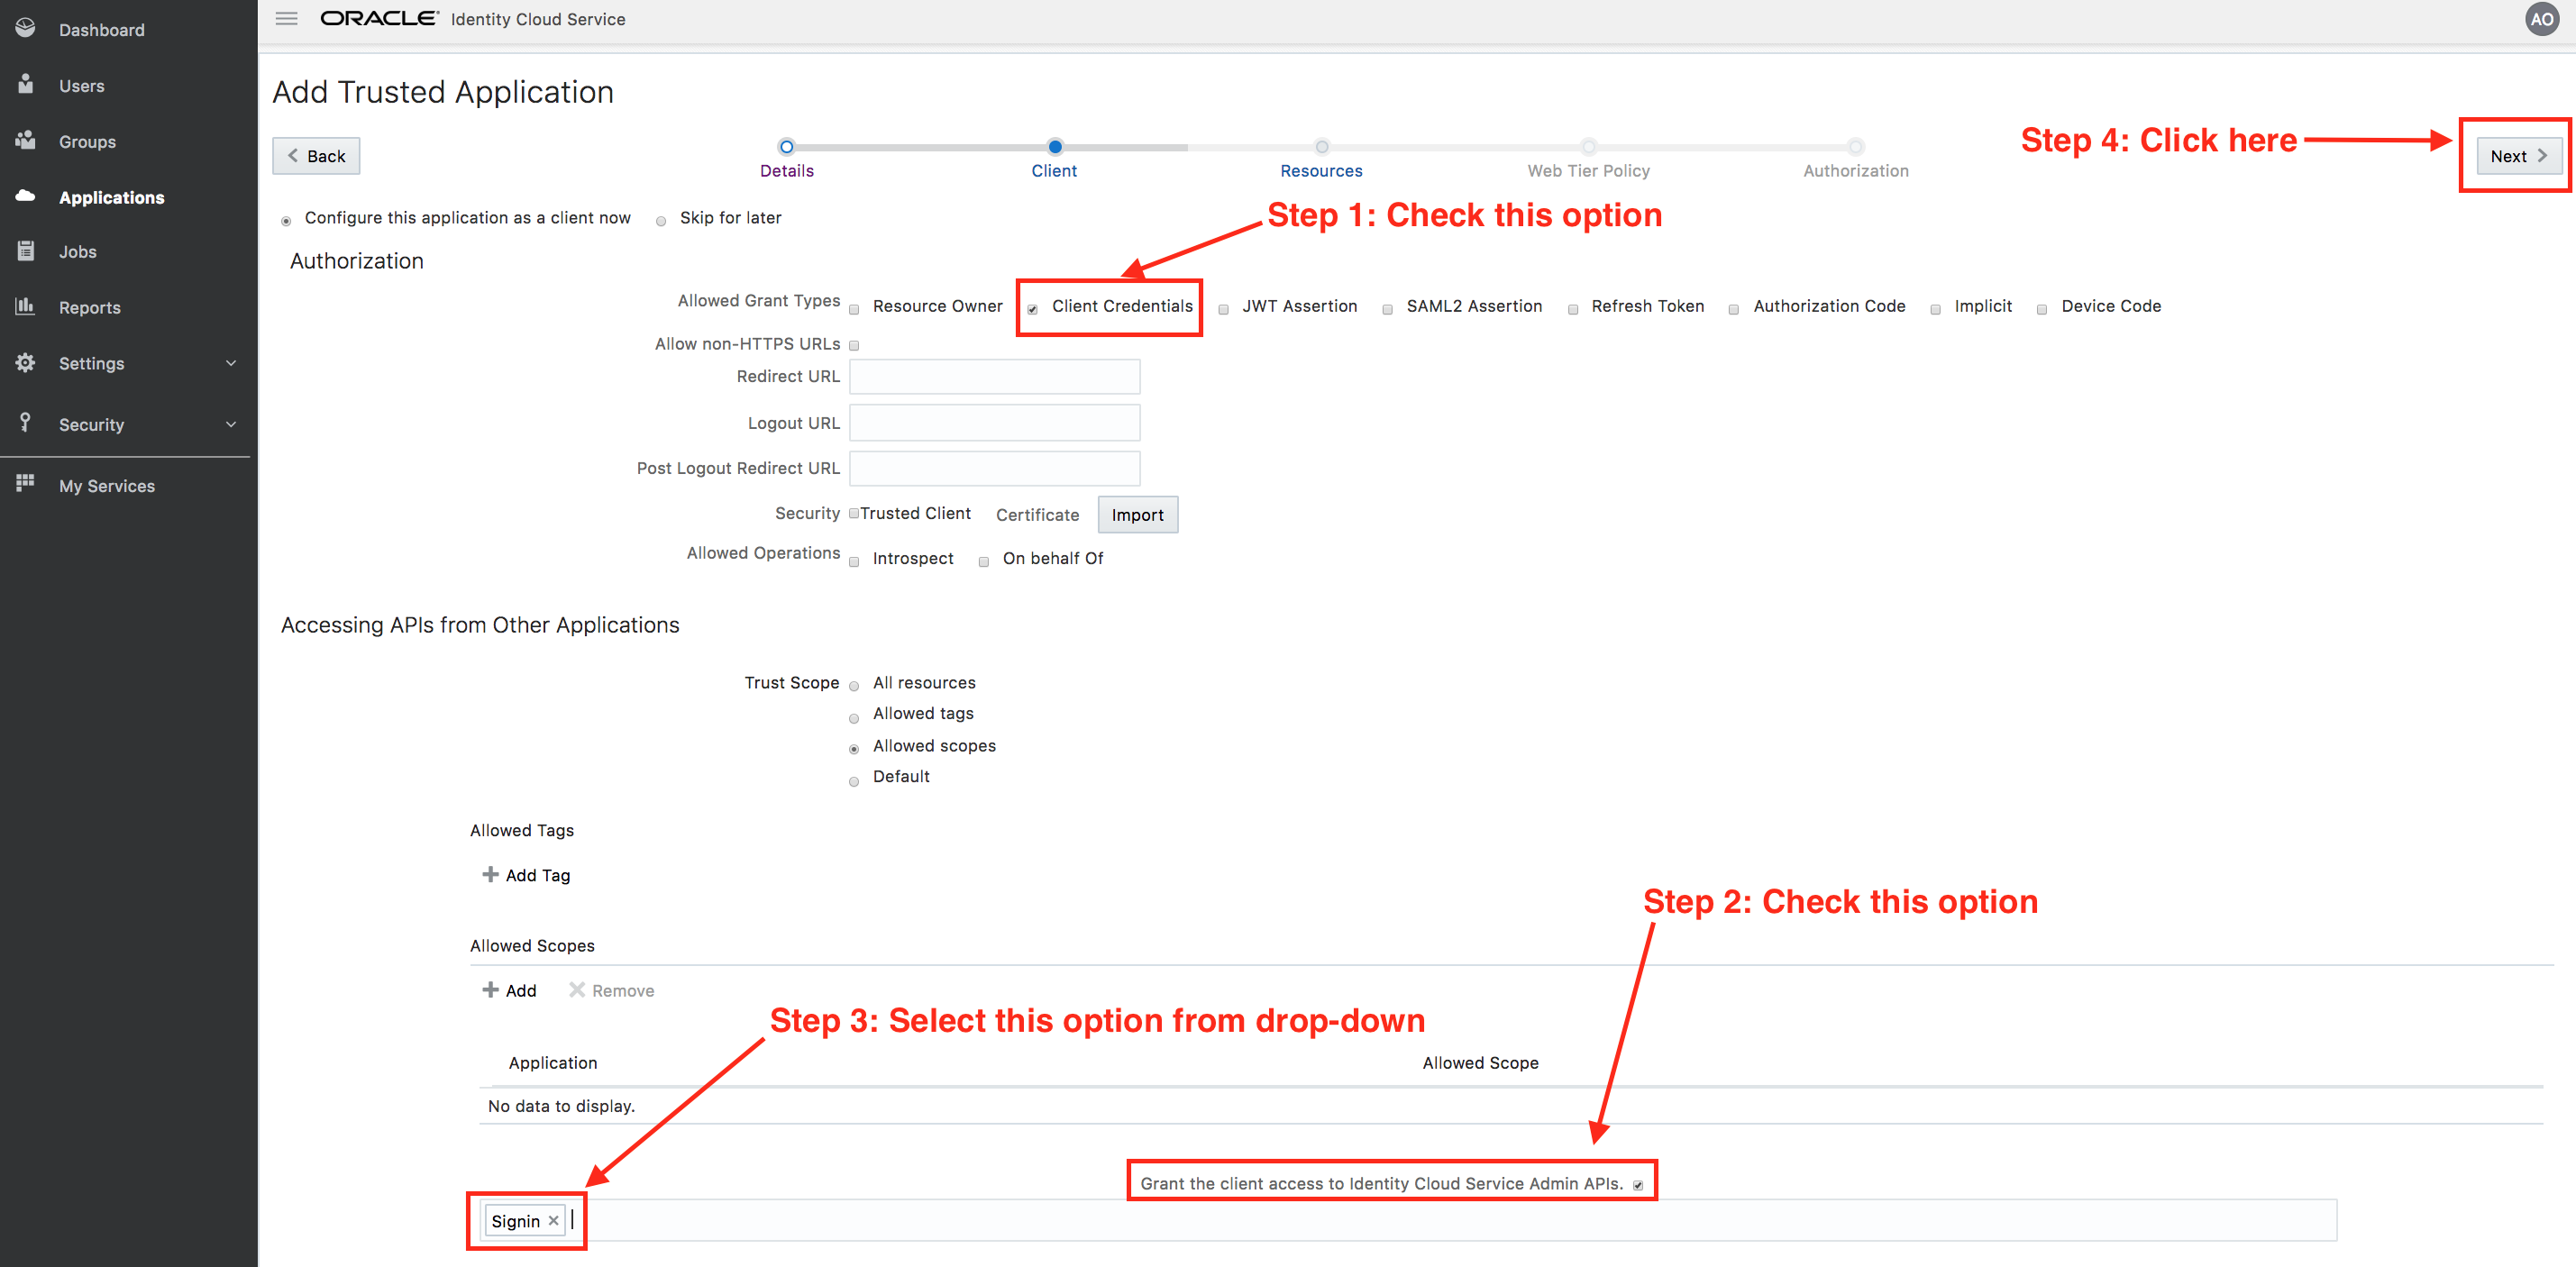 Dashboard
Users
Groups
Applications
Jobs
Reports
Settings
Security
My Services
ORACLE® Identity Cloud Service
AO
Add Trusted Application
Back
Details
Client
Resources
Web Tier Policy
Authorization
Step 4: Click here
Next
Configure this application as a client now Skip for later
Step 1: Check this option
Authorization
Allowed Grant Types Resource Owner Client Credentials JWT Assertion SAML2 Assertion Refresh Token Authorization Code Implicit Device Code
Allow non-HTTPS URLs
Redirect URL
Logout URL
Post Logout Redirect URL
Security Trusted Client Certificate Import
Allowed Operations Introspect On behalf Of
Accessing APIs from Other Applications
Trust Scope All resources
Allowed tags
Allowed scopes
Default
Allowed Tags
Add Tag
Step 2: Check this option
Allowed Scopes
Add Remove
Step 3: Select this option from drop-down
Application Allowed Scope
No data to display.
Grant the client access to Identity Cloud Service Admin APIs.
Signin